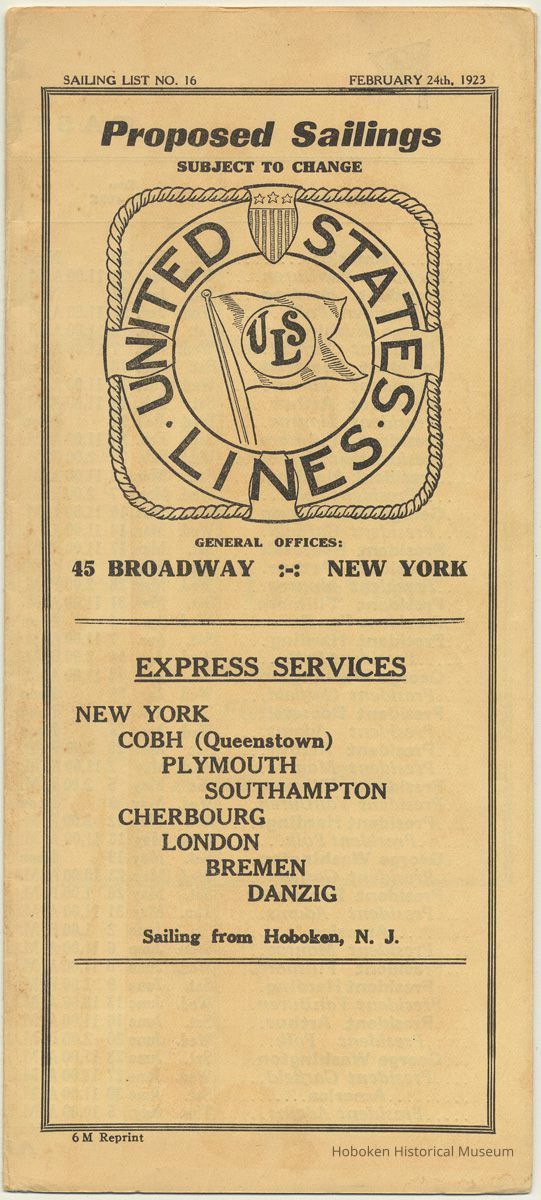 SAILING LIST NO. 16 FEBRUARY 24th, 1923
Proposed Sailings
SUBJECT TO CHANGE
UNITED STATES
· LINES ·
ULS
GENERAL OFFICES:
45 BROADWAY :-: NEW YORK
EXPRESS SERVICES
NEW YORK
COBH (Queenstown)
PLYMOUTH
SOUTHAMPTON
CHERBOURG
LONDON
BREMEN
DANZIG
Sailing from Hoboken, N. J.
6 M Reprint
Hoboken Historical Museum